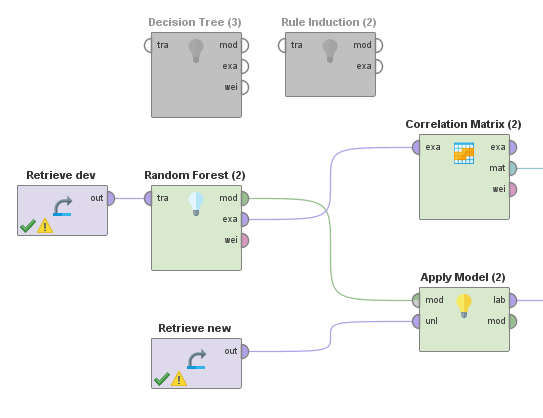 Decision Tree (3)
tra
mod
exa
wei
Rule Induction (2)
tra
mod
exa
Correlation Matrix (2)
exa
exa
mat
wei
Retrieve dev
out
Random Forest (2)
tra
mod
exa
wei
Apply Model (2)
mod
lab
unl
mod
Retrieve new
out